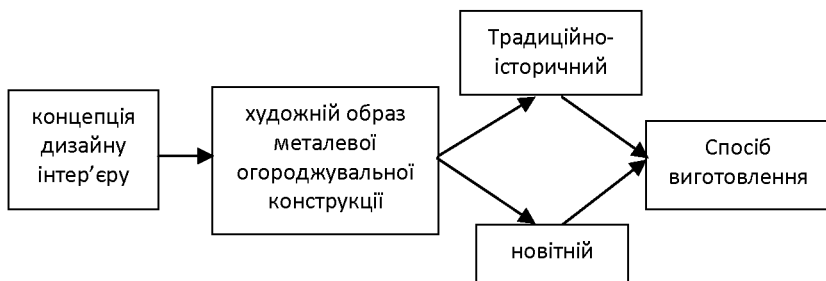 концепція
дизайну
інтер’єру
художній образ
металевої
огороджувальної
конструкції
Традиційно-
історичний
новітній
Спосіб
виготовлення